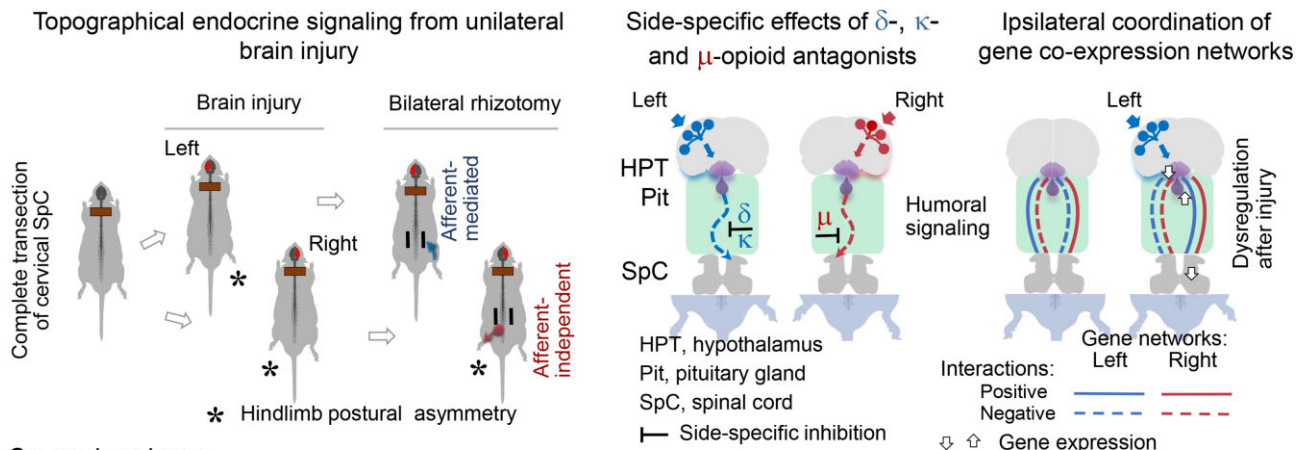 Topographical endocrine signaling from unilateral
brain injury
Brain injury
Bilateral rhizotomy
Complete transection
of cervical SpC
Left
Right
*
*
*
Afferent-
mediated
Afferent-
independent
* Hindlimb postural asymmetry
Side-specific effects of δ-, κ-
and μ-opioid antagonists
Left
Right
HPT
Pit
SpC
δ
κ
μ
Humoral
signaling
HPT, hypothalamus
Pit, pituitary gland
SpC, spinal cord
Side-specific inhibition
Ipsilateral coordination of
gene co-expression networks
Left
Dysregulation
after injury
Gene networks:
Left Right
Interactions:
Positive
Negative
Gene expression